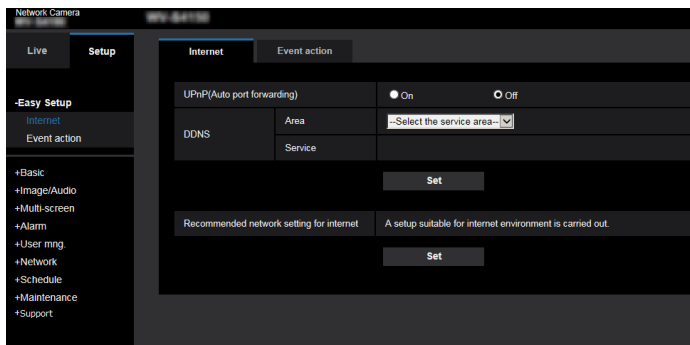 Network Camera
WV-S4150
Live
Setup
Internet
Event action
-Easy Setup
Internet
Event action
+Basic
+Image/Audio
+Multi-screen
+Alarm
+User mng.
+Network
+Schedule
+Maintenance
+Support
UPnP(Auto port forwarding)
On
Off
DDNS
Area
--Select the service area--
Service
Set
Recommended network setting for internet
A setup suitable for internet environment is carried out.
Set